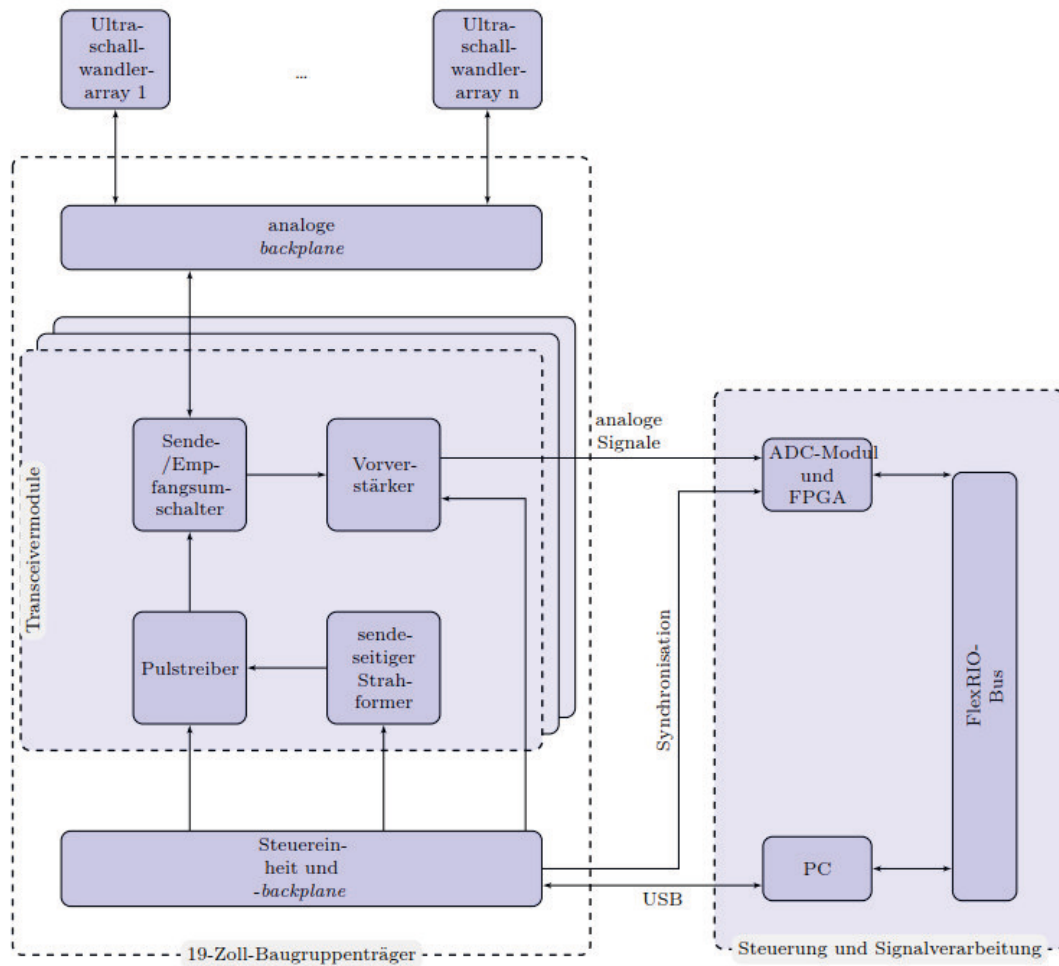 Ultra-
schall-
wandler-
array 1
...
Ultra-
schall-
wandler-
array n
analoge
backplane
Transceivermodule
Sende-
/Emp-
fangsum-
schalter
Vorver-
stärker
analoge
Signale
ADC-Modul
und
FPGA
Pulstreiber
sende-
seitiger
Strah-
former
Synchronisation
FlexRIO-
Bus
Steuerein-
heit und
-backplane
USB
PC
19-Zoll-Baugruppenträger
Steuerung und Signalverarbeitung